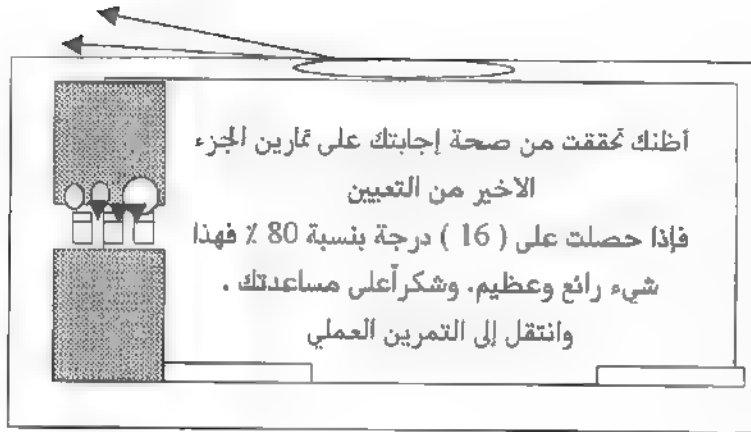 أظنك تحققت من صحة إجابتك على تمارين الجزء
الاخير من التعيين
فإذا حصلت على ( 16 ) درجة بنسبة 80 ٪ فهذا
شيء رائع وعظيم. وشكراً على مساعدتك .
وانتقل إلى التمرين العملي